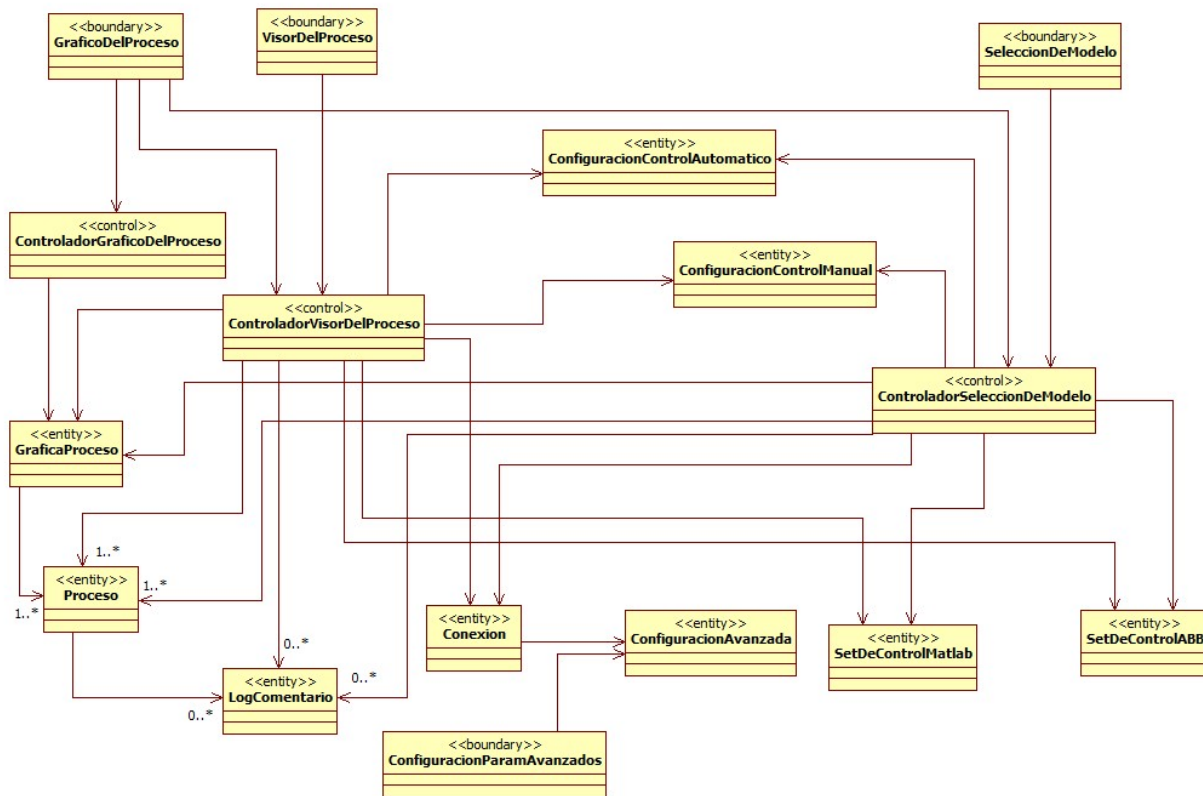 <<boundary>>
GraficoDelProceso
<<boundary>>
VisorDelProceso
<<boundary>>
SeleccionDeModelo
<<entity>>
ConfiguracionControlAutomatico
<<control>>
ControladorGraficoDelProceso
<<entity>>
ConfiguracionControlManual
<<control>>
ControladorVisorDelProceso
<<control>>
ControladorSeleccionDeModelo
<<entity>>
GraficaProceso
1..*
<<entity>>
Proceso
1..*
1..*
<<entity>>
Conexion
<<entity>>
ConfiguracionAvanzada
<<entity>>
SetDeControlMatlab
<<entity>>
SetDeControlABB
0..*
<<entity>>
LogComentario
0..*
0..*
<<boundary>>
ConfiguracionParamAvanzados